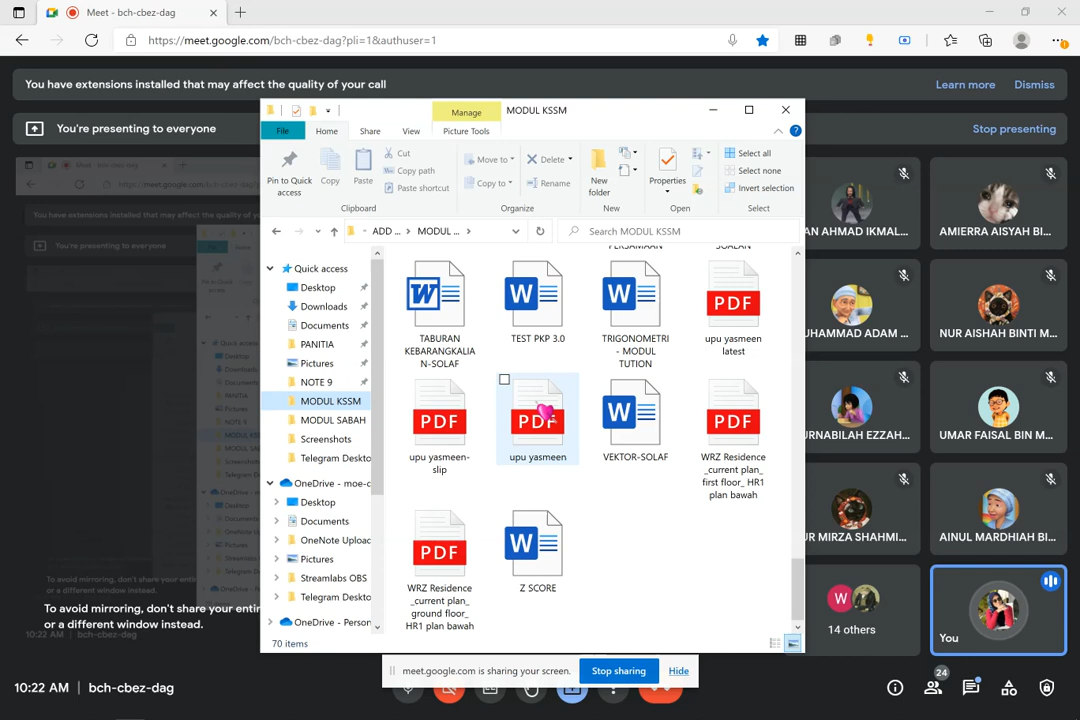 Meet - bch-cbez-dag
https://meet.google.com/bch-cbez-dag?pli=1&authuser=1
You have extensions installed that may affect the quality of your call
Learn more
Dismiss
You're presenting to everyone
Stop presenting
Manage
MODUL KSSM
File
Home
Share
View
Picture Tools
Pin to Quick
access
Copy
Paste
Cut
Copy path
Paste shortcut
Clipboard
Move to
Copy to
Delete
Rename
Organize
New
folder
New
Properties
Open
Select all
Select none
Invert selection
Select
ADD ...
MODUL ...
Search MODUL KSSM
Quick access
Desktop
Downloads
Documents
PANITIA
Pictures
NOTE 9
MODUL KSSM
MODUL SABAH
Screenshots
Telegram Deskto
OneDrive - moe-d
Desktop
Documents
OneNote Uploac
Pictures
Streamlabs OBS
Telegram Deskto
OneDrive - Person
PERSAMAAN
SOALAN
TABURAN
KEBARANGKALIA
N-SOLAF
TEST PKP 3.0
TRIGONOMETRI
- MODUL
TUTION
PDF
upu yasmeen
latest
PDF
upu yasmeen-
slip
PDF
upu yasmeen
VEKTOR-SOLAF
PDF
WRZ Residence
_current plan_
first floor_ HR1
plan bawah
PDF
WRZ Residence
_current plan_
ground floor_
HR1 plan bawah
Z SCORE
70 items
AN AHMAD IKMAL...
AMIERRA AISYAH BI...
UHAMMAD ADAM ...
NUR AISHAH BINTI M...
URNABILAH EZZAH...
UMAR FAISAL BIN M...
UR MIRZA SHAHMI...
AINUL MARDHIAH BI...
W
14 others
You
To avoid mirroring, don't share your entir
or a different window instead.
meet.google.com is sharing your screen.
Stop sharing
Hide
10:22 AM
bch-cbez-dag
24